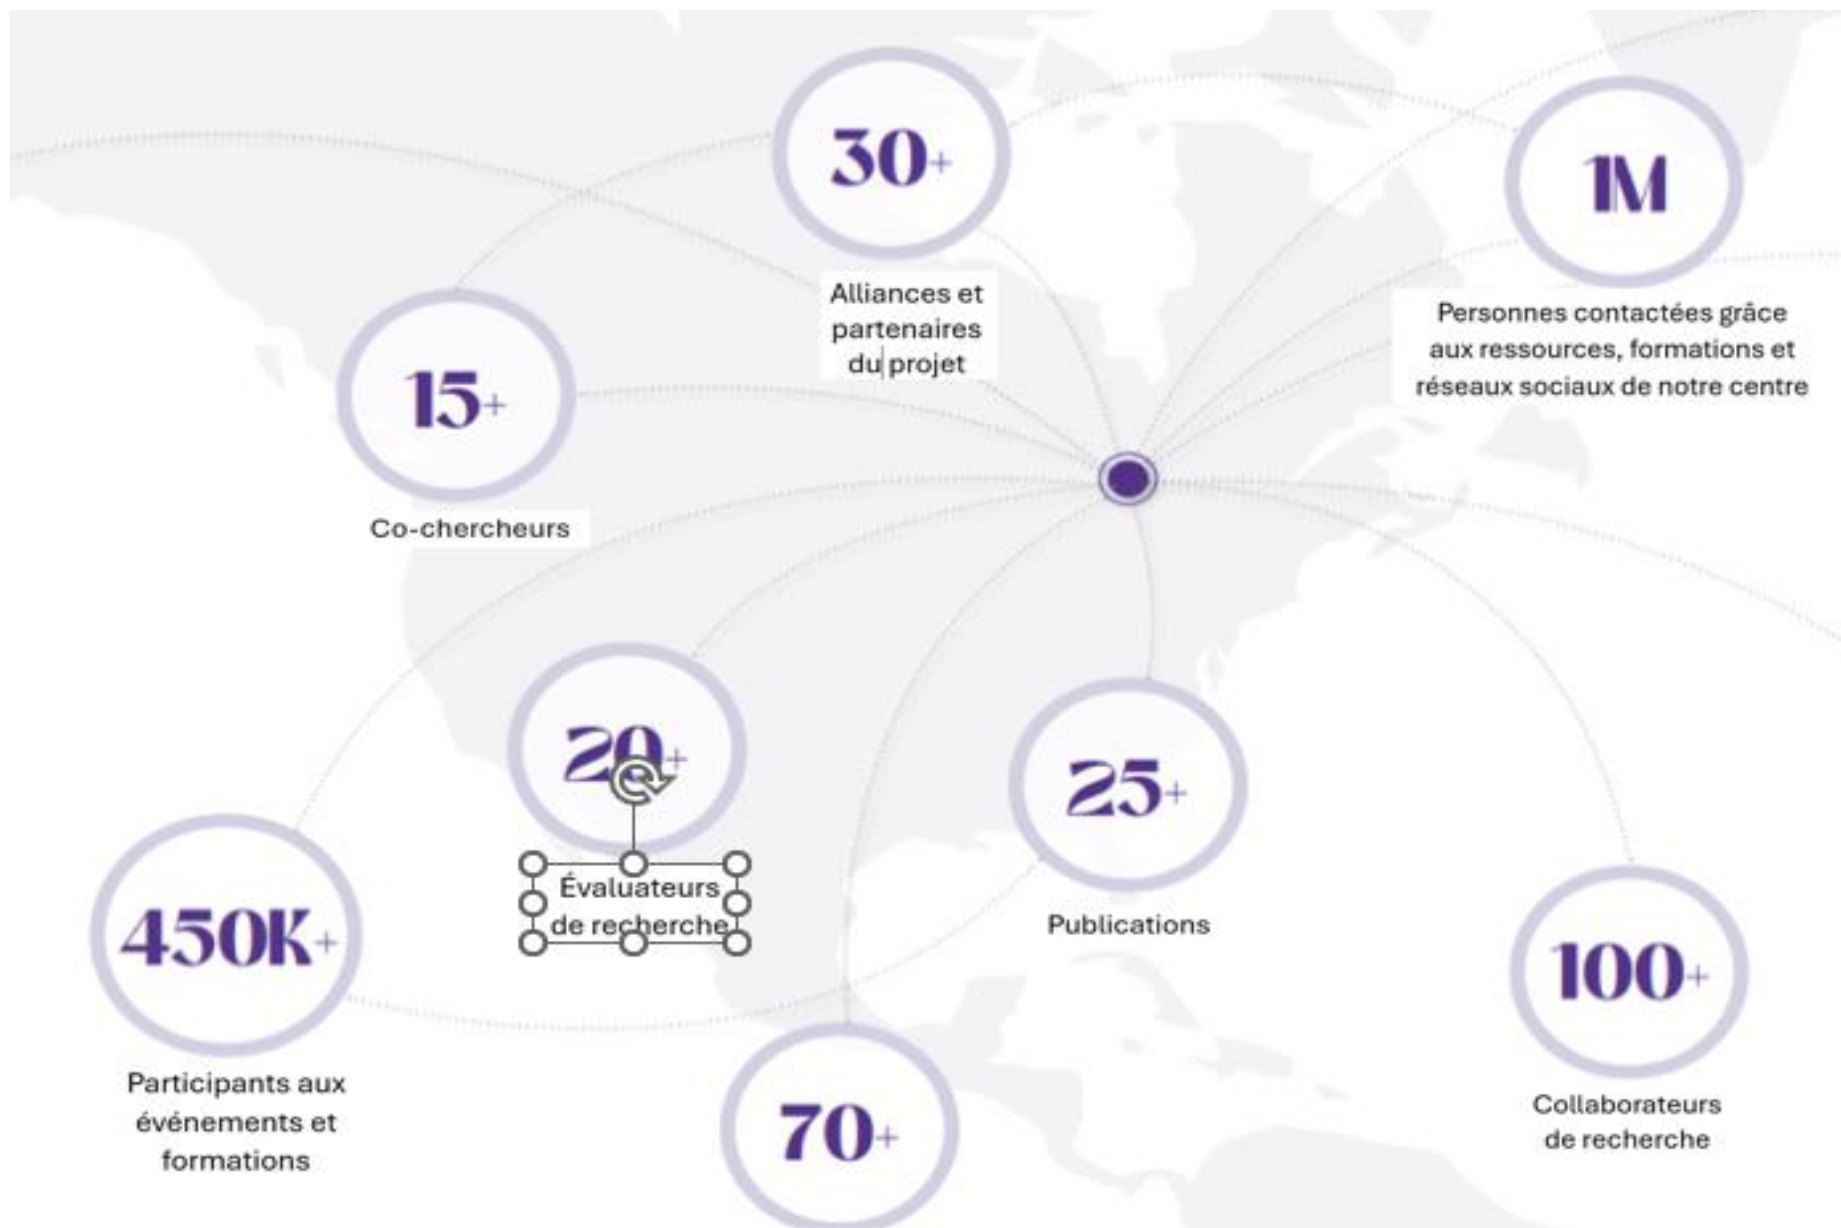 30+
Alliances et
partenaires
du projet
1M
Personnes contactées grâce
aux ressources, formations et
réseaux sociaux de notre centre
15+
Co-chercheurs
20+
Évaluateurs
de recherche
25+
Publications
450K+
Participants aux
événements et
formations
70+
100+
Collaborateurs
de recherche